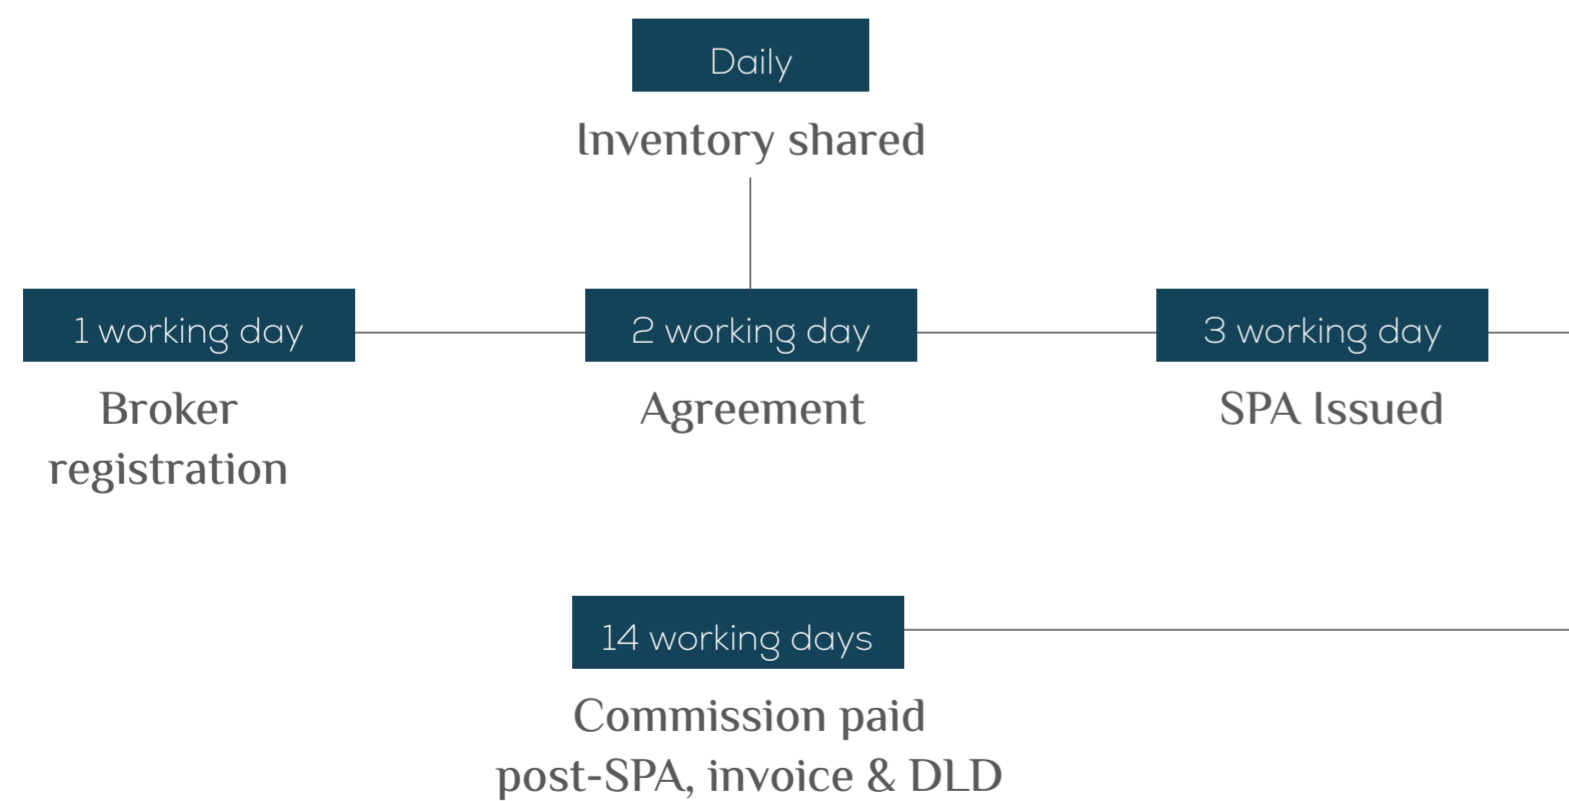 Daily
Inventory shared
1 working day
Broker
registration
2 working day
Agreement
3 working day
SPA Issued
14 working days
Commission paid
post-SPA, invoice & DLD